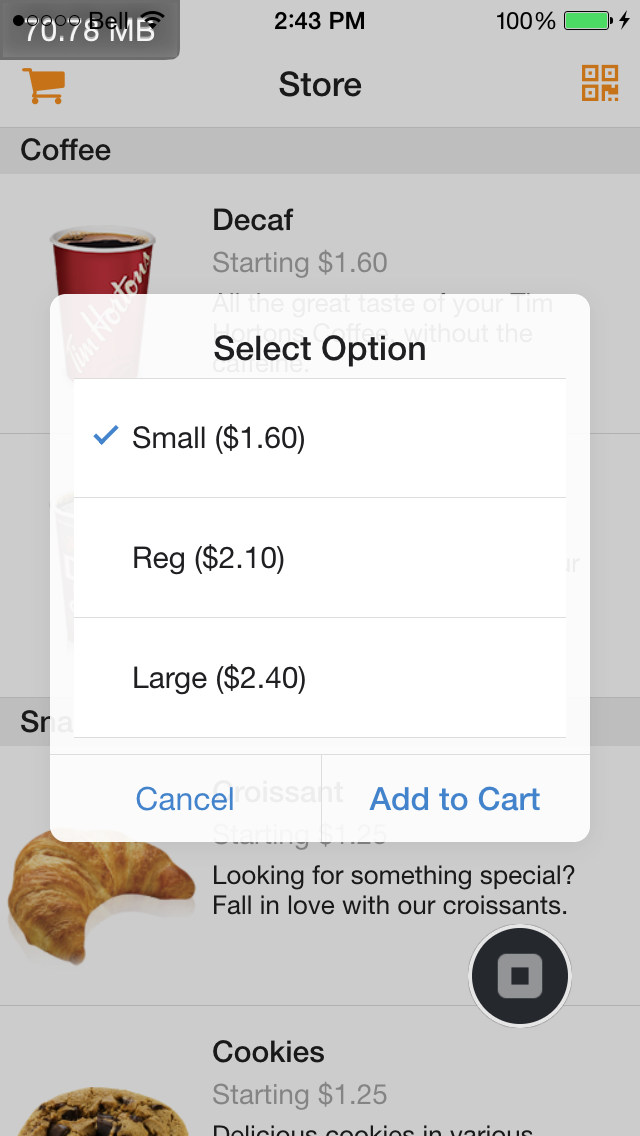 Bell 2:43 PM 100%
70.78 MB
Store
Coffee
Tim Hortons
Decaf
Starting $1.60
All the great taste of your Tim
Hortons Coffee, without the
caffeine.
Select Option
Small ($1.60)
Reg ($2.10)
Large ($2.40)
Cancel
Add to Cart
Croissant
Starting $1.25
Looking for something special?
Fall in love with our croissants.
Cookies
Starting $1.25
Delicious cookies in various